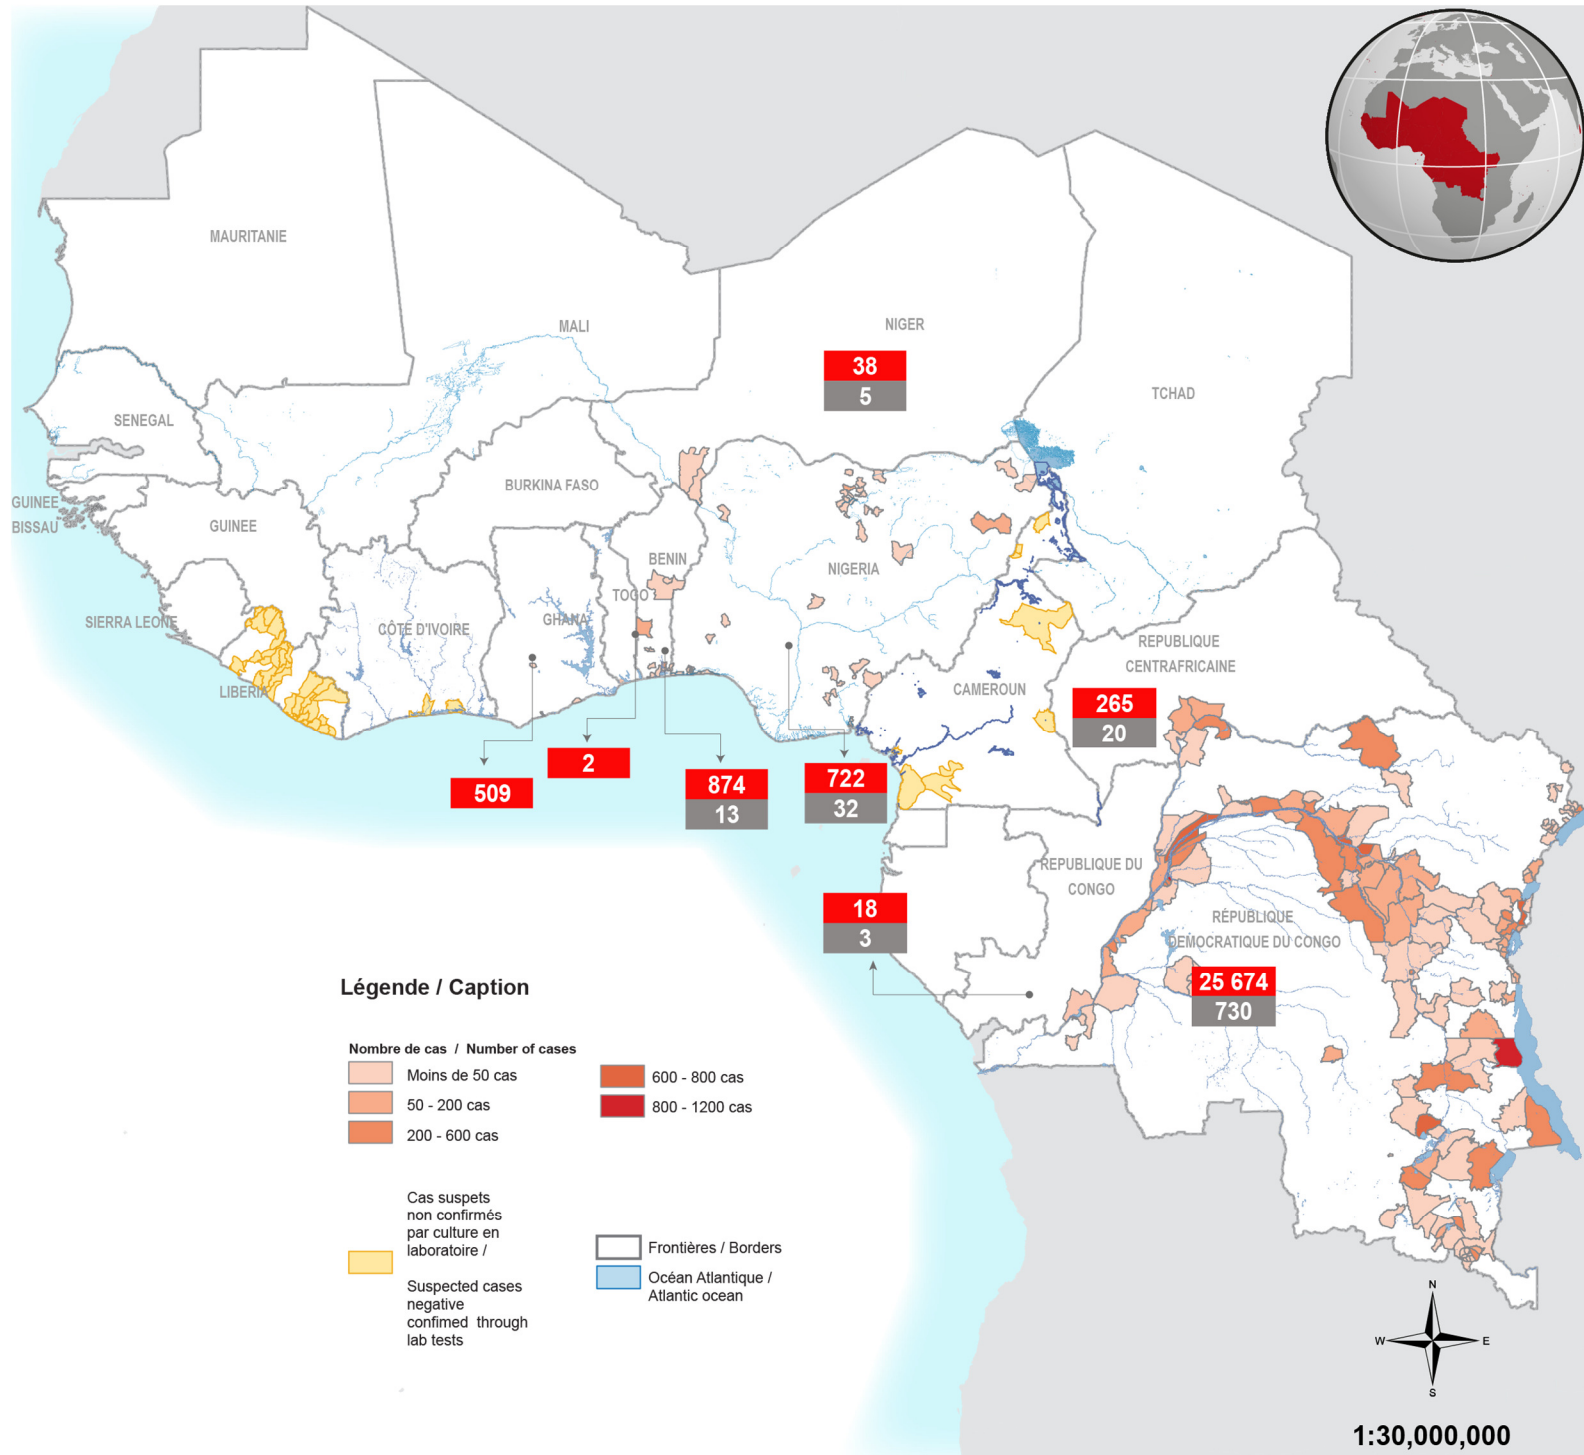 MAURITANIE
MALI
NIGER
38
5
TCHAD
SENEGAL
GUINEE
BISSAU
GUINEE
BURKINA FASO
BENIN
NIGERIA
TOGO
GHANA
SIERRA LEONE
CÔTE D'IVOIRE
LIBERIA
CAMEROUN
REPUBLIQUE
CENTRAFRICAINE
265
20
509
2
874
13
722
32
REPUBLIQUE DU
CONGO
18
3
RÉPUBLIQUE
DEMOCRATIQUE DU CONGO
25 674
730
Légende / Caption
Nombre de cas / Number of cases
Moins de 50 cas
50 - 200 cas
200 - 600 cas
600 - 800 cas
800 - 1200 cas
Cas suspets
non confirmés
par culture en
laboratoire /
Suspected cases
negative
confimed through
lab tests
Frontières / Borders
Océan Atlantique /
Atlantic ocean
N
W
E
S
1:30,000,000